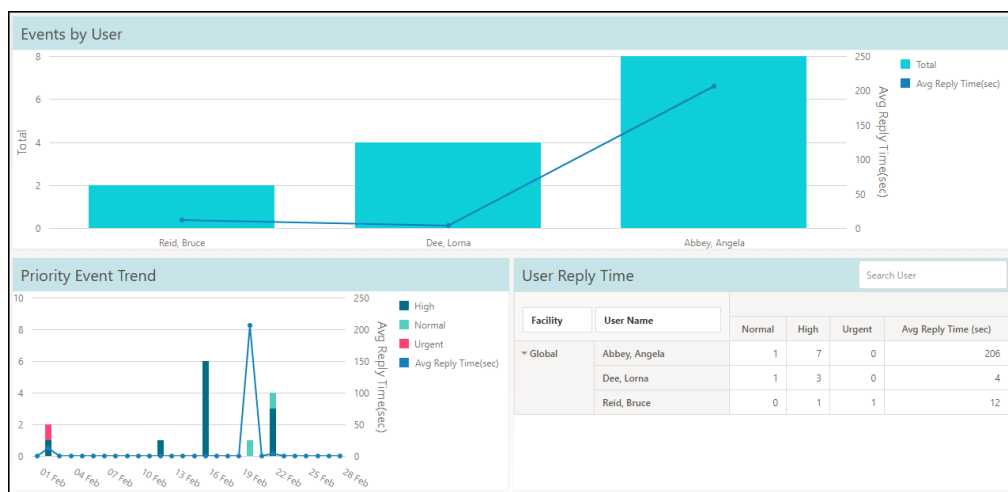 Events by User
8
6
4
2
0
Total
250
200
150
100
50
0
Avg Reply Time(sec)
Total
Avg Reply Time(sec)
Reid, Bruce Dee, Lorna Abbey, Angela
Priority Event Trend
10
8
6
4
2
0
250
200
150
100
50
0
Avg Reply Time(sec)
High
Normal
Urgent
Avg Reply Time(sec)
01 Feb 04 Feb 07 Feb 10 Feb 13 Feb 16 Feb 19 Feb 22 Feb 25 Feb 28 Feb
User Reply Time Search User
Facility User Name Normal High Urgent Avg Reply Time (sec)
Global Abbey, Angela 1 7 0 206
Dee, Lorna 1 3 0 4
Reid, Bruce 0 1 1 12